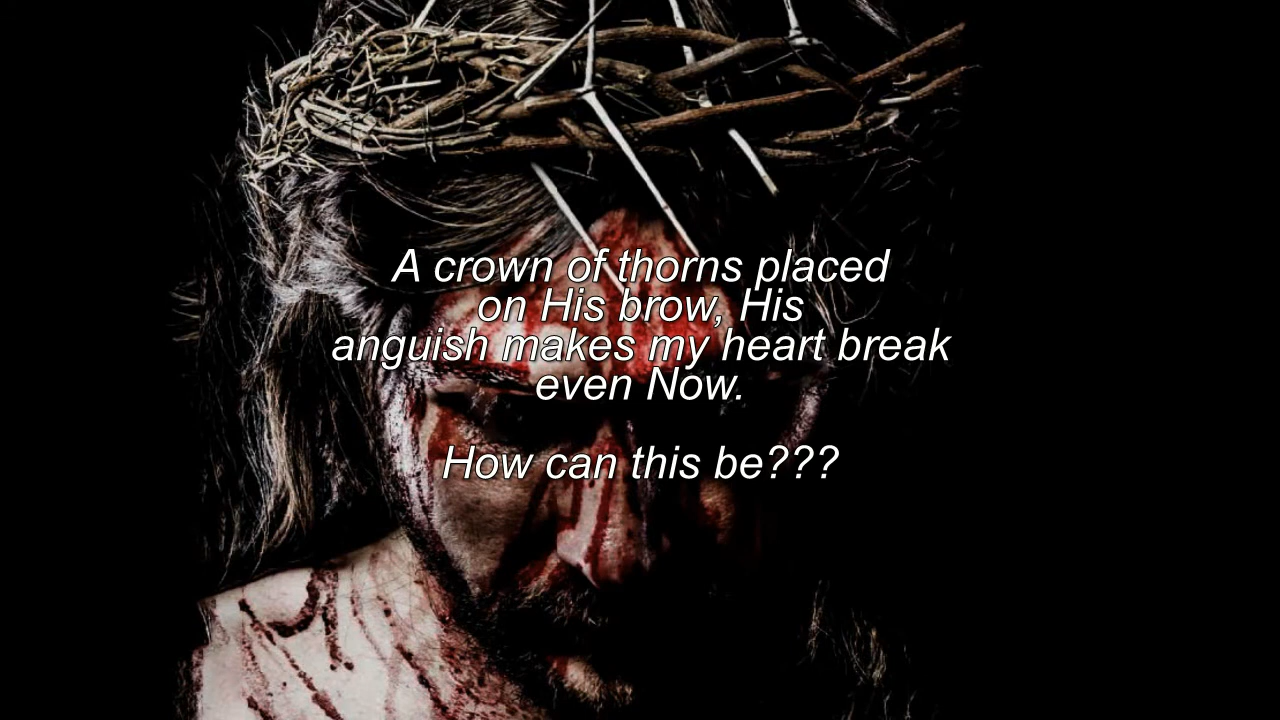 A crown of thorns placed
on His brow, His
anguish makes my heart break
even Now.
How can this be???